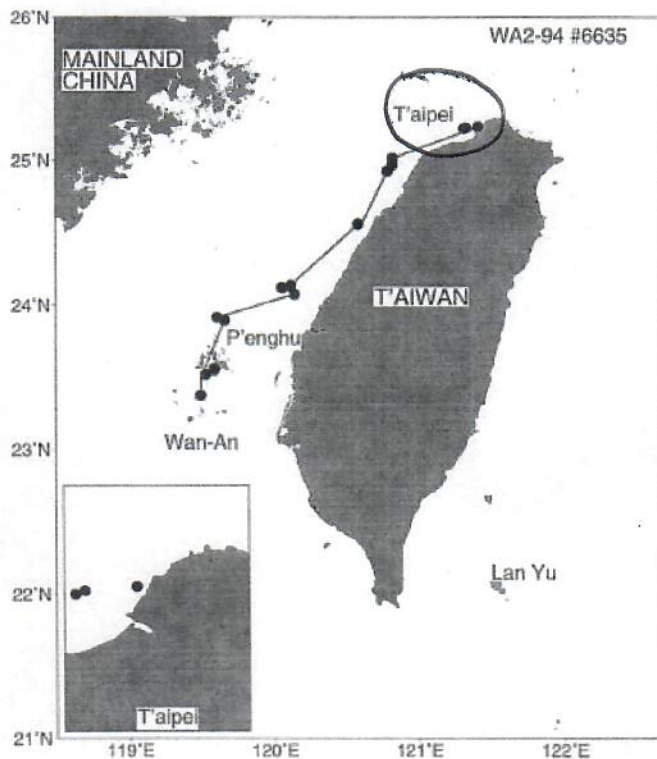 26°N
WA2-94 #6635
MAINLAND
CHINA
T'aipei
25°N
24°N
T'AIWAN
P'enghu
23°N
Wan-An
22°N
Lan Yu
T'aipei
21°N
119°E
120°E
121°E
122°E